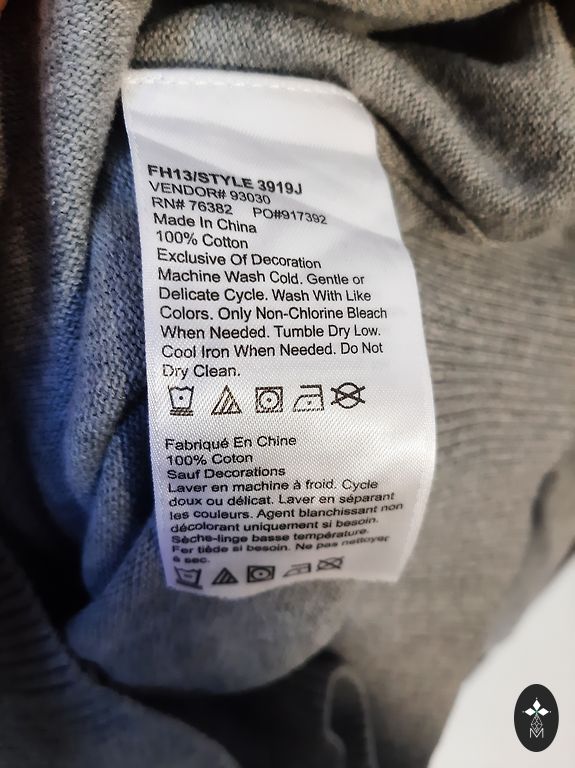 FH13/STYLE 3919J
VENDOR# 93030
RN# 76382 PO#917392
Made In China
100% Cotton
Exclusive Of Decoration
Machine Wash Cold. Gentle or
Delicate Cycle. Wash With Like
Colors. Only Non-Chlorine Bleach
When Needed. Tumble Dry Low.
Cool Iron When Needed. Do Not
Dry Clean.
Fabriqué En Chine
100% Coton
Sauf Decorations
Laver en machine à froid. Cycle
doux ou délicat. Laver en séparant
les couleurs. Agent blanchissant non
décolorant uniquement si besoin.
Sèche-linge basse température.
Fer tiède si besoin. Ne pas nettoyer
à sec.
M